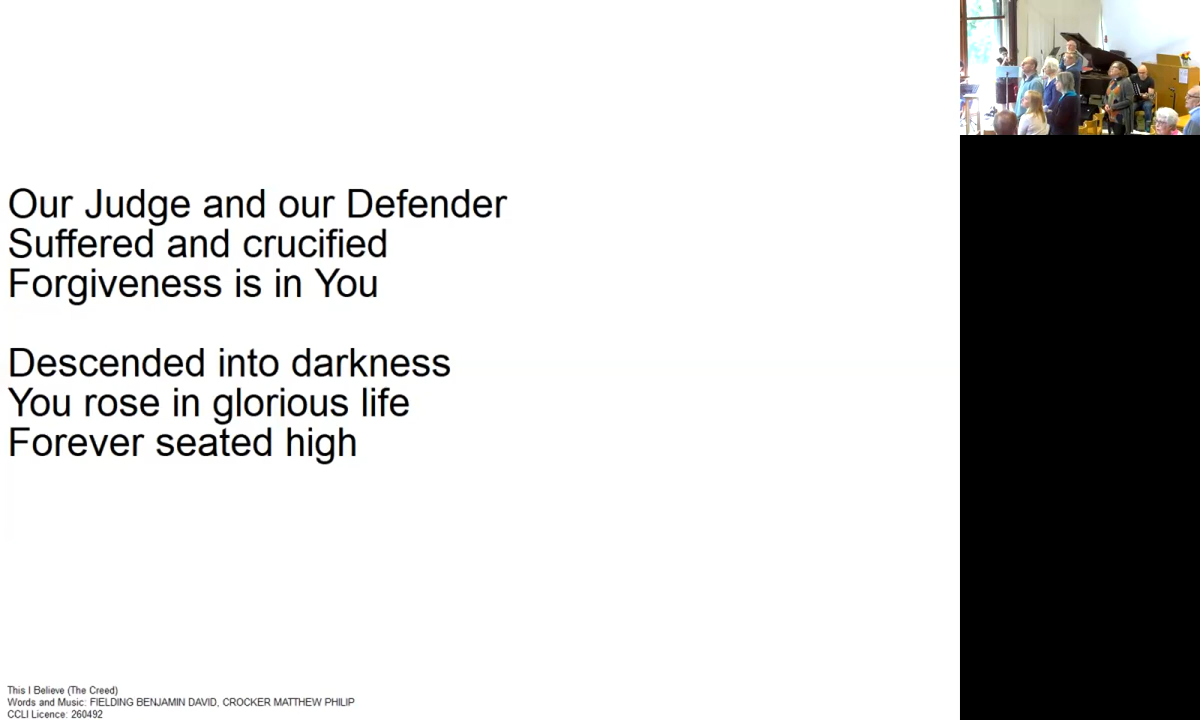 Our Judge and our Defender
Suffered and crucified
Forgiveness is in You
Descended into darkness
You rose in glorious life
Forever seated high
This I Believe (The Creed)
Words and Music: FIELDING BENJAMIN DAVID, CROCKER MATTHEW PHILIP
CCLI Licence: 260492